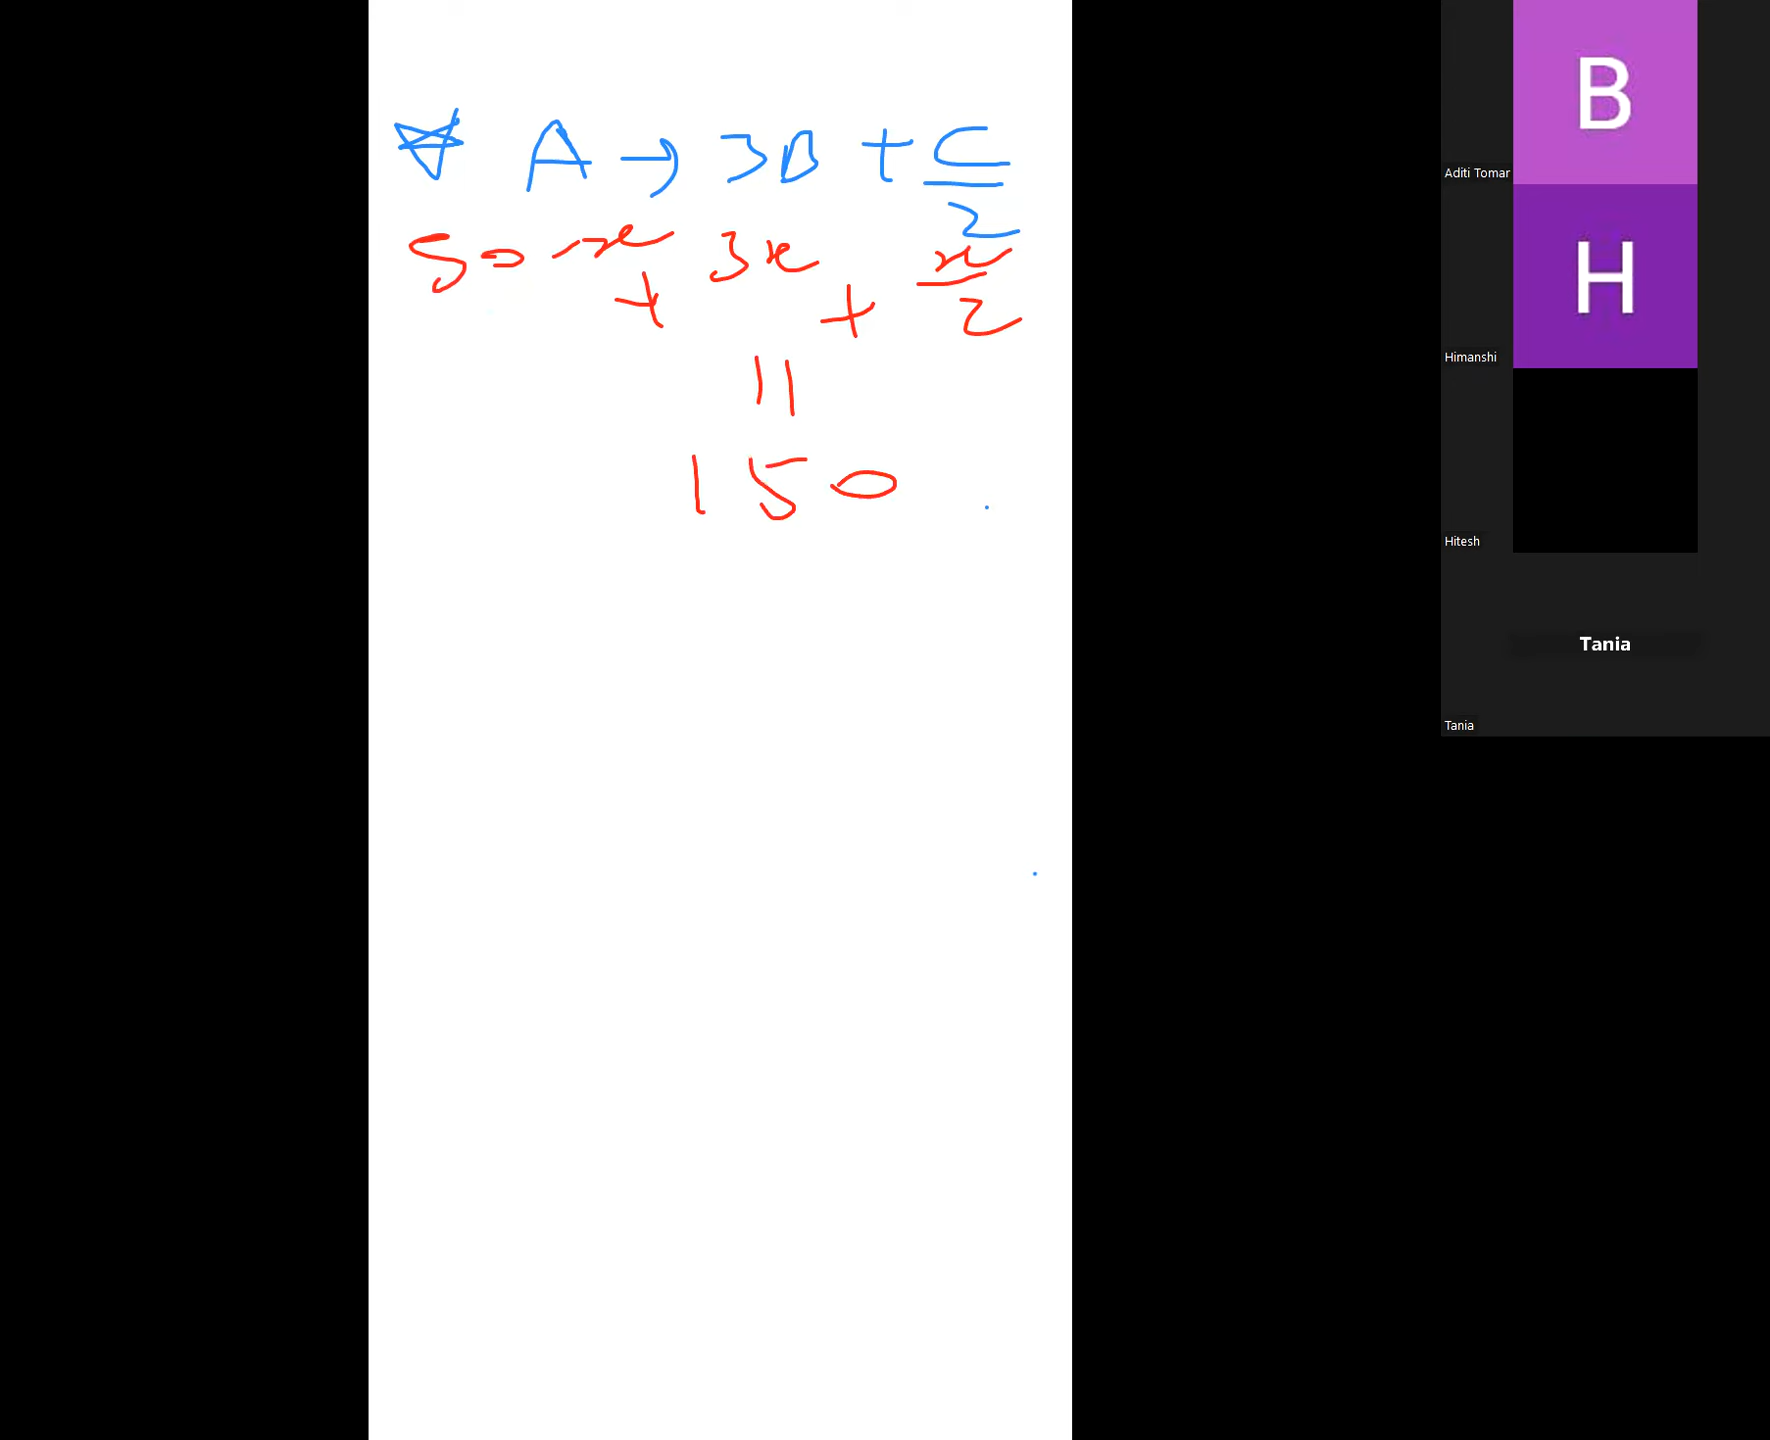 A → 3B + C/2
50 - x + 3x + x/2
=
150
B
Aditi Tomar
H
Himanshi
Hitesh
Tania
Tania